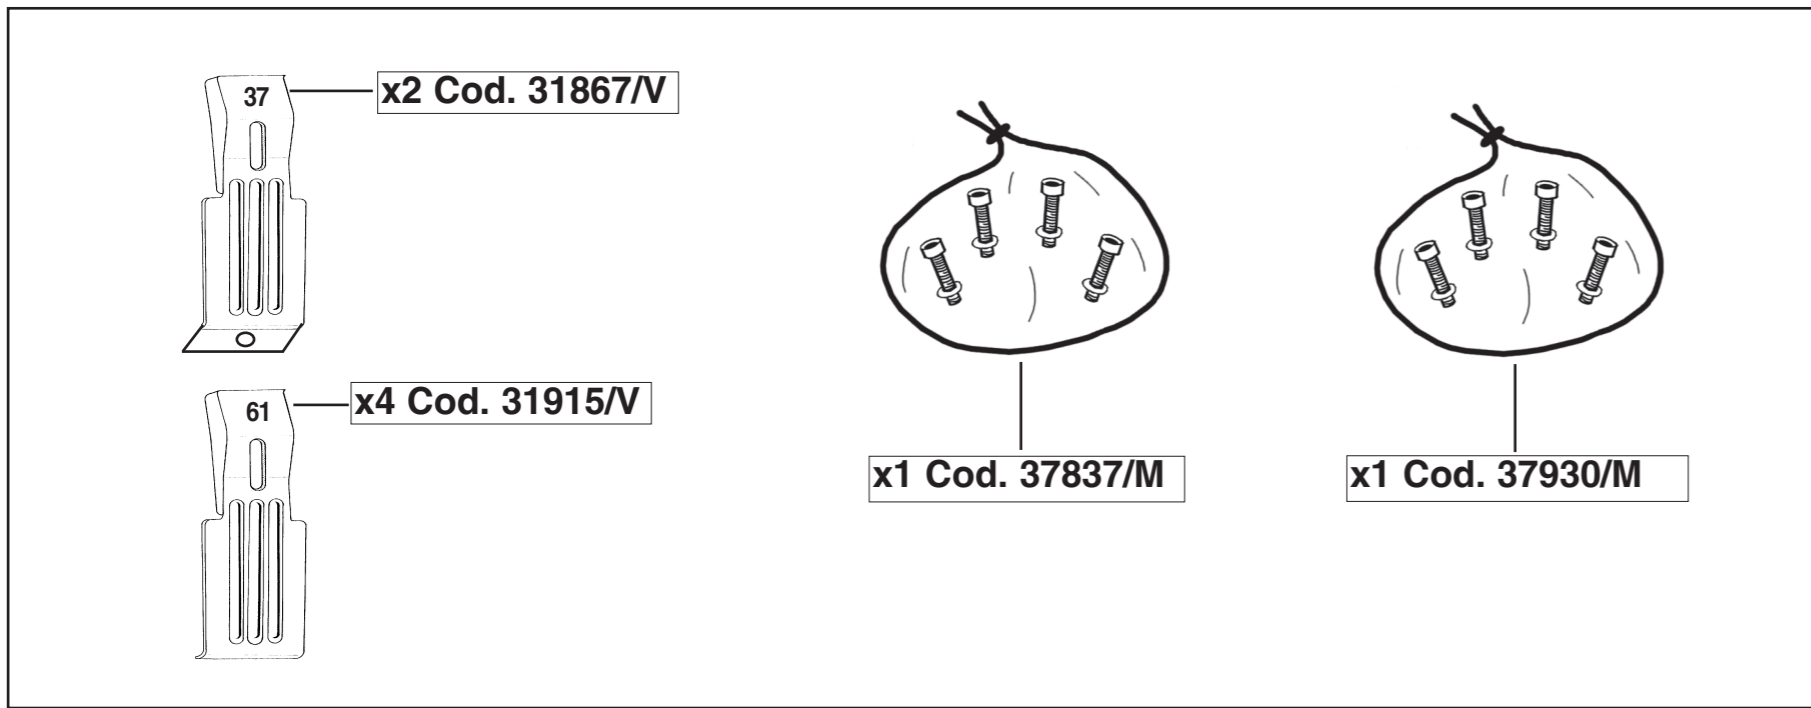 37
x2 Cod. 31867/V
61
x4 Cod. 31915/V
x1 Cod. 37837/M
x1 Cod. 37930/M